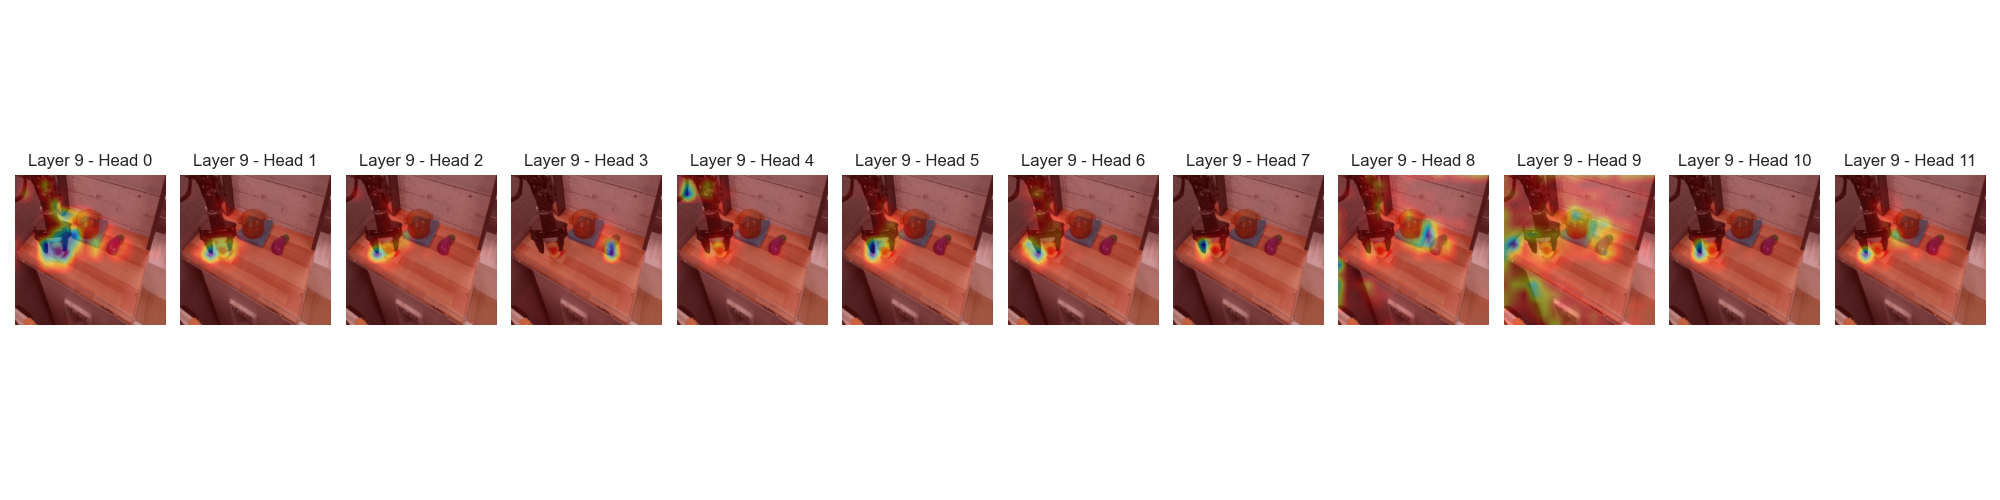 Layer 9 - Head 0
Layer 9 - Head 1
Layer 9 - Head 2
Layer 9 - Head 3
Layer 9 - Head 4
Layer 9 - Head 5
Layer 9 - Head 6
Layer 9 - Head 7
Layer 9 - Head 8
Layer 9 - Head 9
Layer 9 - Head 10
Layer 9 - Head 11